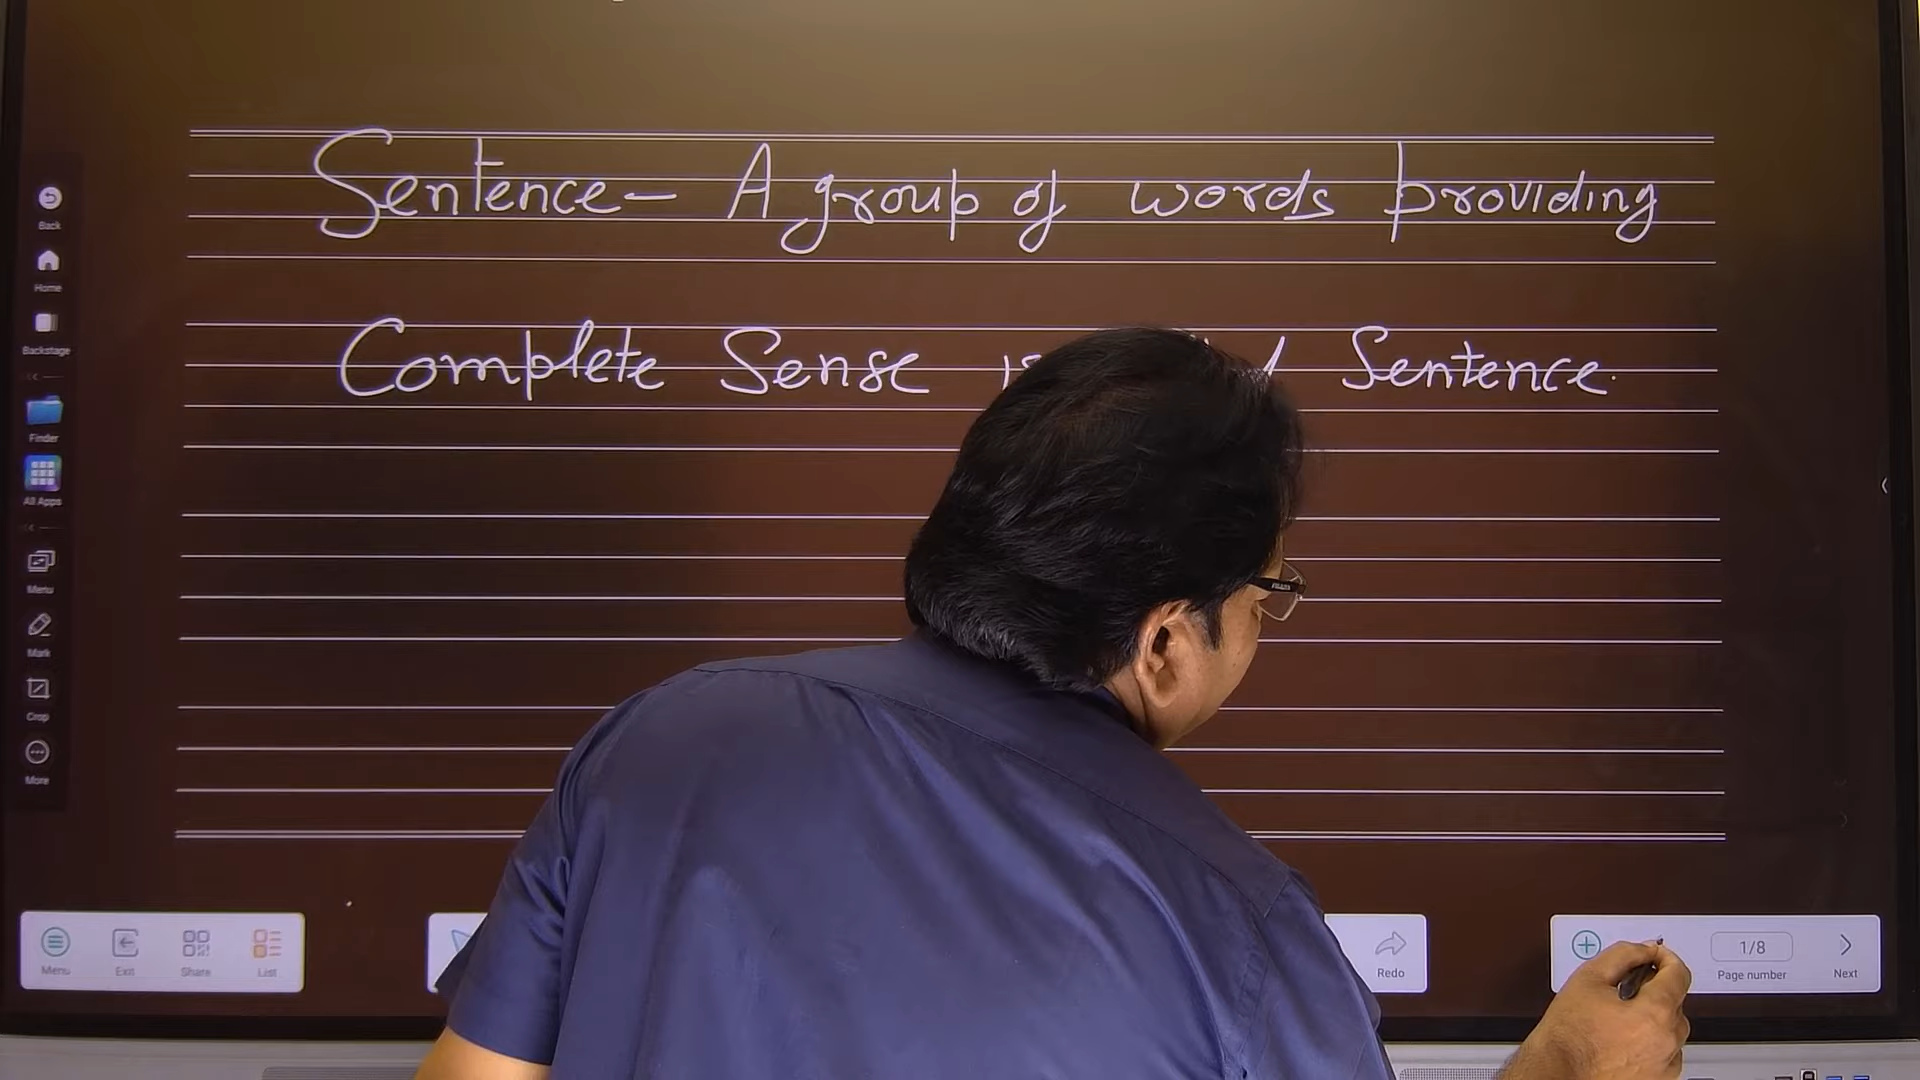 Sentence- A group of words providing
Complete Sense is Sentence.
Back
Home
Backstage
Finder
All Apps
Menu
Mark
Crop
More
Menu Exit Share List
Redo
1/8
Page number Next